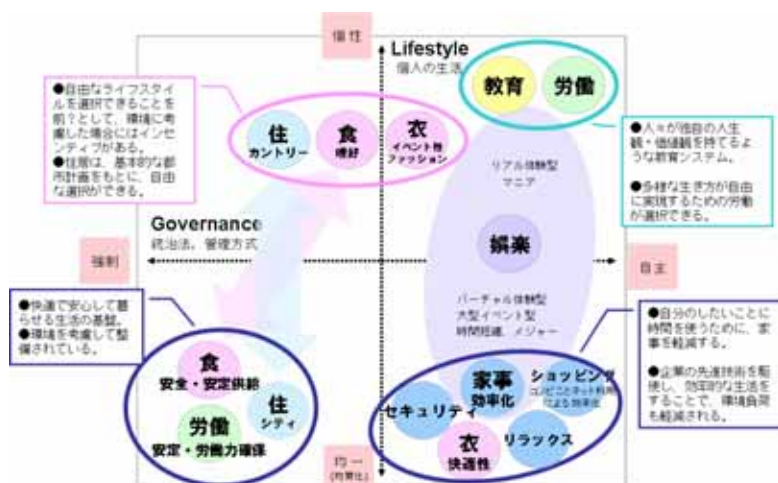 個性
Lifestyle
個人の生活
教育
労働
●自由なライフスタイ
ルを選択できることを
前?として、環境に考
慮した場合にはインセ
ンティブがある。
●住居は、基本的な都
市計画をもとに、自由
な選択ができる。
住
カントリー
食
嗜好
衣
イベント性
ファッション
●人々が独自の人生
観・価値観を持てるよ
うな教育システム。
●多様な生き方が自由
に実現するための労働
が選択できる。
リアル体験型
マニア
Governance
統治法、管理方式
娯楽
強制
自主
バーチャル体験型
大型イベント型
時間短縮、メジャー
●快適で安心して暮
らせる生活の基盤。
●環境を考慮して整
備されている。
●自分のしたいことに
時間を使うために、家
事を軽減する。
●企業の先進技術を駆
使し、効率的な生活を
することで、環境負荷
も軽減される。
食
安全・安定供給
住
シティ
労働
安定・労働力確保
家事
効率化
ショッピング
コンビニとネット利用
による効率化
セキュリティ
衣
快適性
リラックス
均一